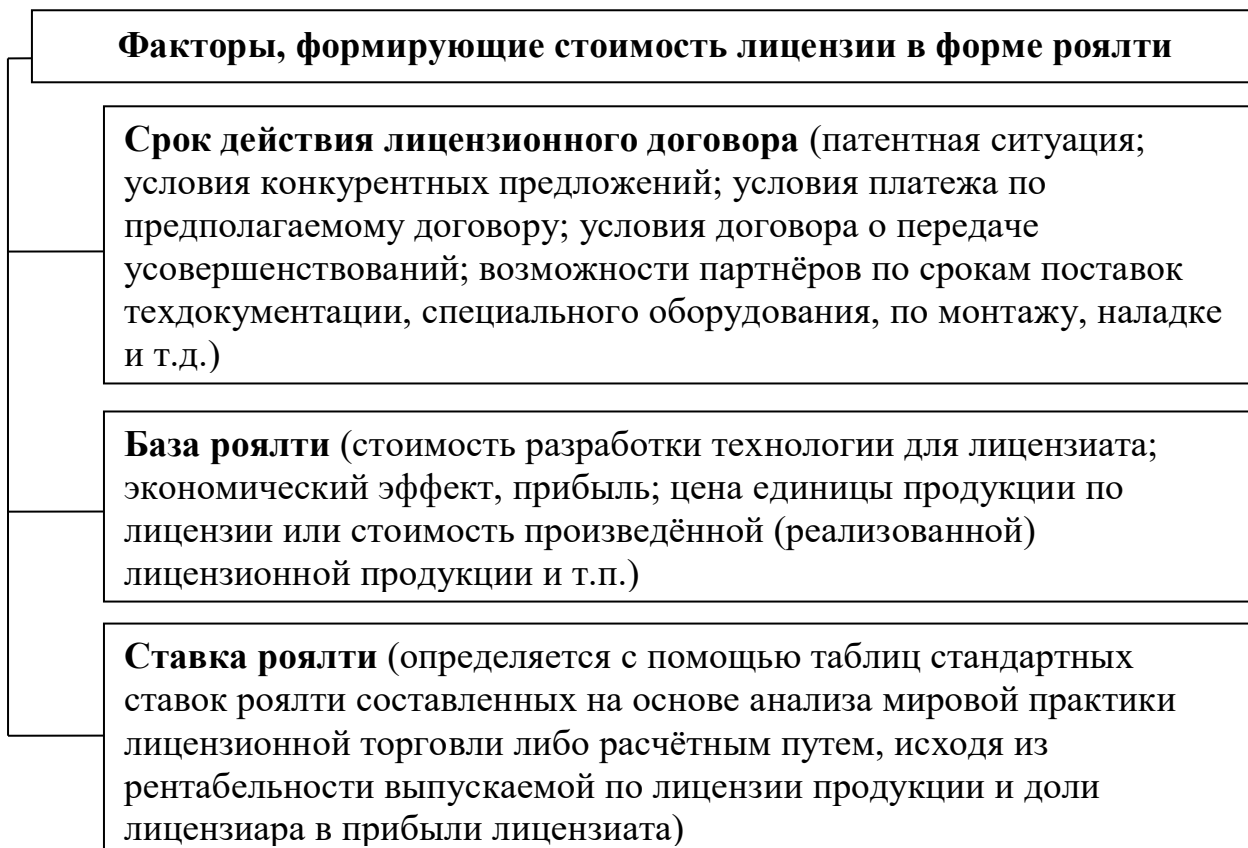 Факторы, формирующие стоимость лицензии в форме роялти
Срок действия лицензионного договора (патентная ситуация;
условия конкурентных предложений; условия платежа по
предполагаемому договору; условия договора о передаче
усовершенствований; возможности партнёров по срокам поставок
техдокументации, специального оборудования, по монтажу, наладке
и т.д.)
База роялти (стоимость разработки технологии для лицензиата;
экономический эффект, прибыль; цена единицы продукции по
лицензии или стоимость произведённой (реализованной)
лицензионной продукции и т.п.)
Ставка роялти (определяется с помощью таблиц стандартных
ставок роялти составленных на основе анализа мировой практики
лицензионной торговли либо расчётным путем, исходя из
рентабельности выпускаемой по лицензии продукции и доли
лицензиара в прибыли лицензиата)